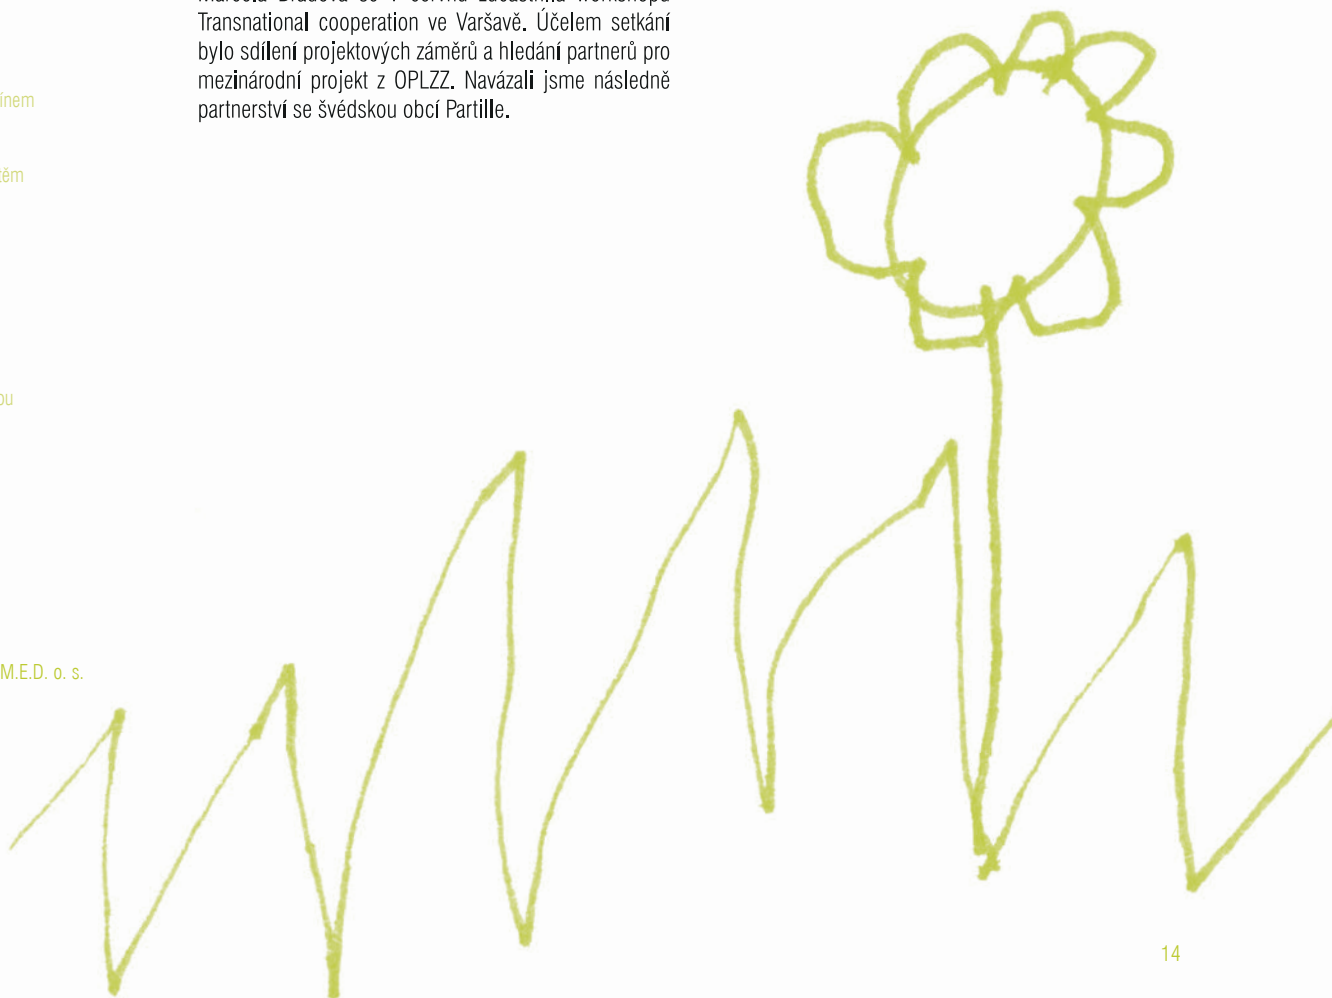 Transnational cooperation ve Varšavě. Účelem setkání
bylo sdílení projektových záměrů a hledání partnerů pro
mezinárodní projekt z OPLZZ. Navázali jsme následně
partnerství se švédskou obcí Partille.
ínem
těm
ou
M.E.D. o. s.
14